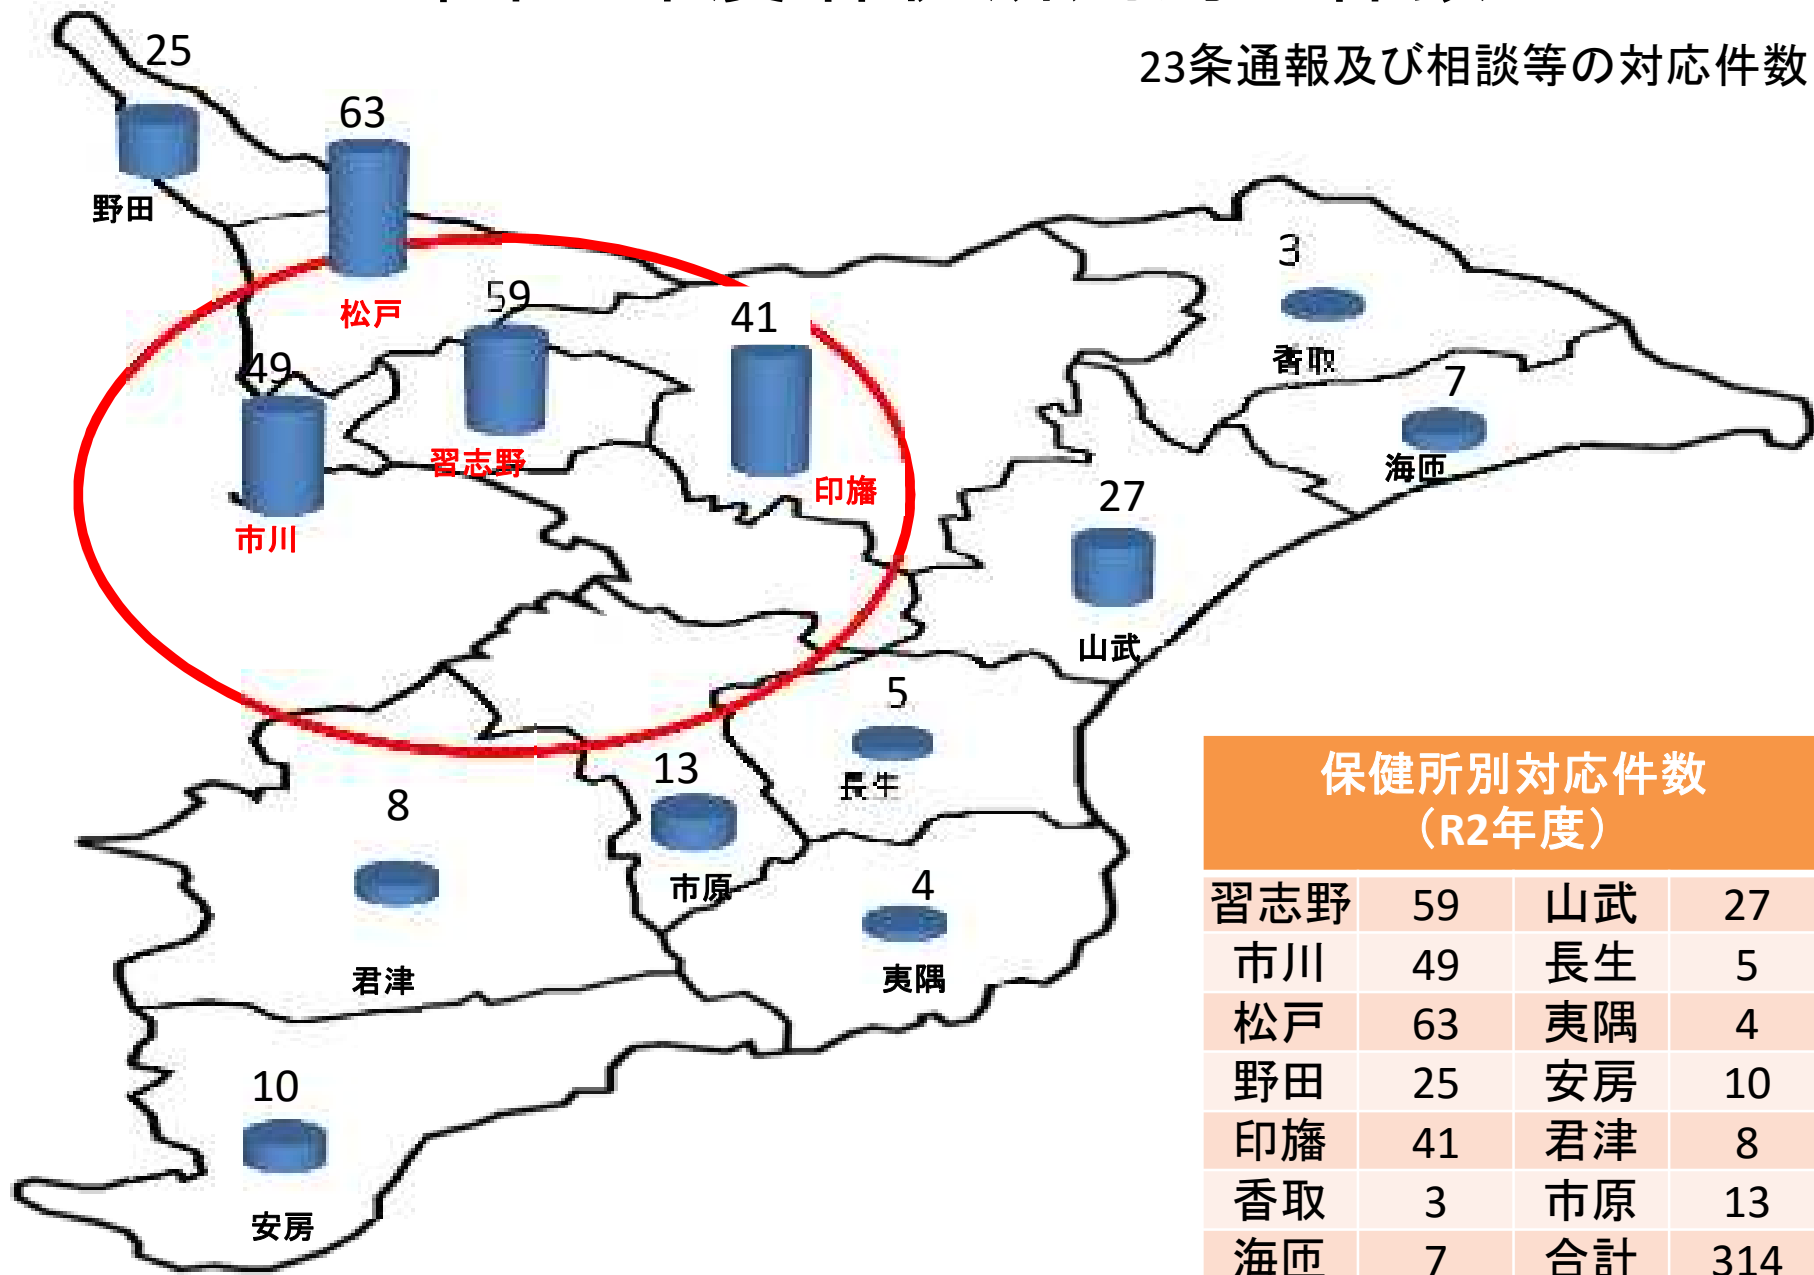 23条通報及び相談等の対応件数
25
63
野田
3
59
松戸
41
香取
49
7
習志野
海匝
印旛
27
市川
山武
5
13
長生
8
市原
4
君津
夷隅
10
安房
保健所別対応件数
（R2年度）
習志野 59 山武 27
市川 49 長生 5
松戸 63 夷隅 4
野田 25 安房 10
印旛 41 君津 8
香取 3 市原 13
海匝 7 合計 314